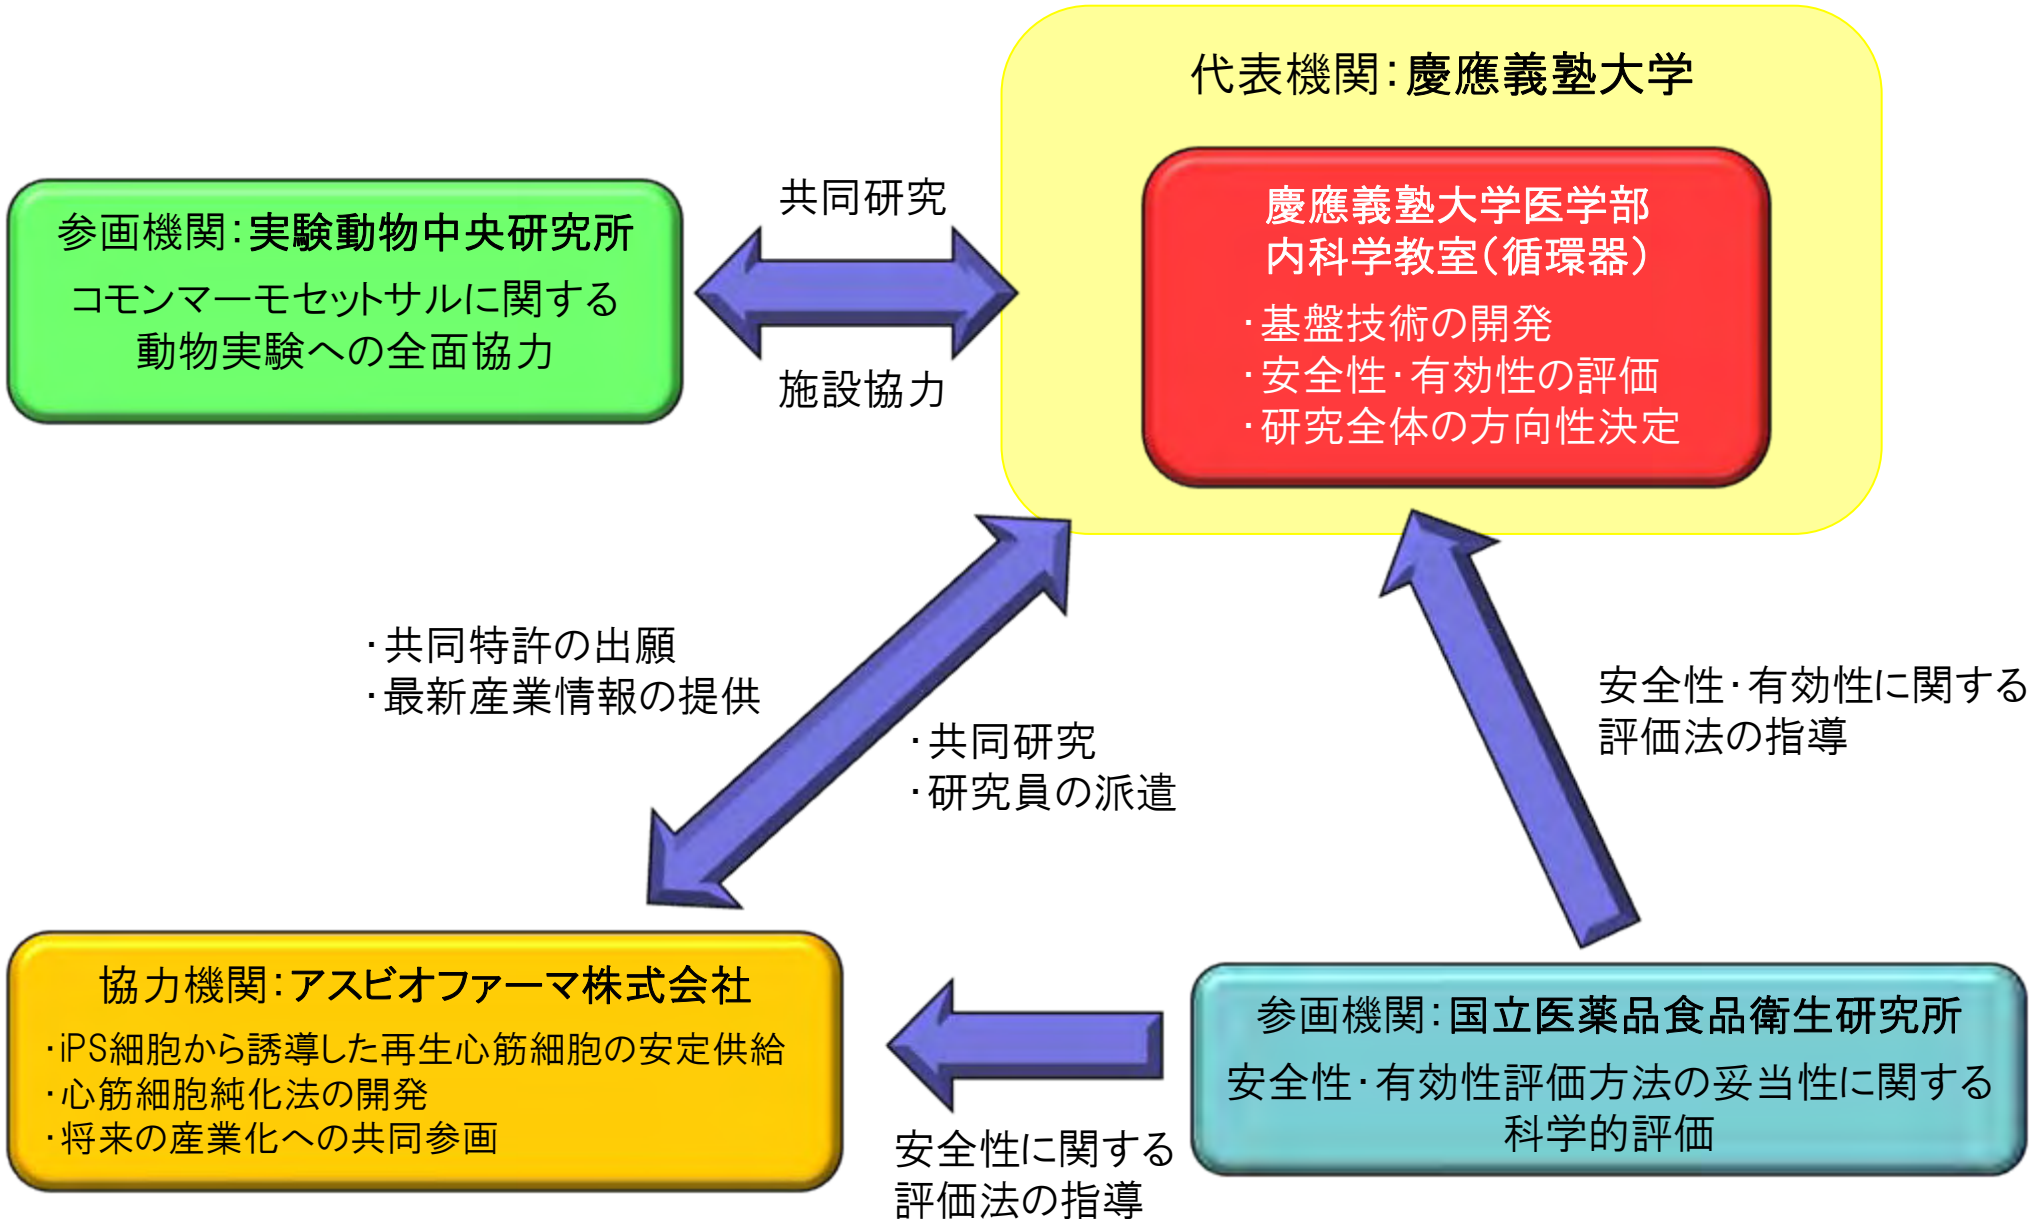 代表機関：慶應義塾大学
慶應義塾大学医学部
内科学教室（循環器）
・基盤技術の開発
・安全性・有効性の評価
・研究全体の方向性決定
参画機関：実験動物中央研究所
コモンマーモセットサルに関する
動物実験への全面協力
共同研究
施設協力
・共同特許の出願
・最新産業情報の提供
・共同研究
・研究員の派遣
安全性・有効性に関する
評価法の指導
協力機関：アスビオファーマ株式会社
・iPS細胞から誘導した再生心筋細胞の安定供給
・心筋細胞純化法の開発
・将来の産業化への共同参画
安全性に関する
評価法の指導
参画機関：国立医薬品食品衛生研究所
安全性・有効性評価方法の妥当性に関する
科学的評価